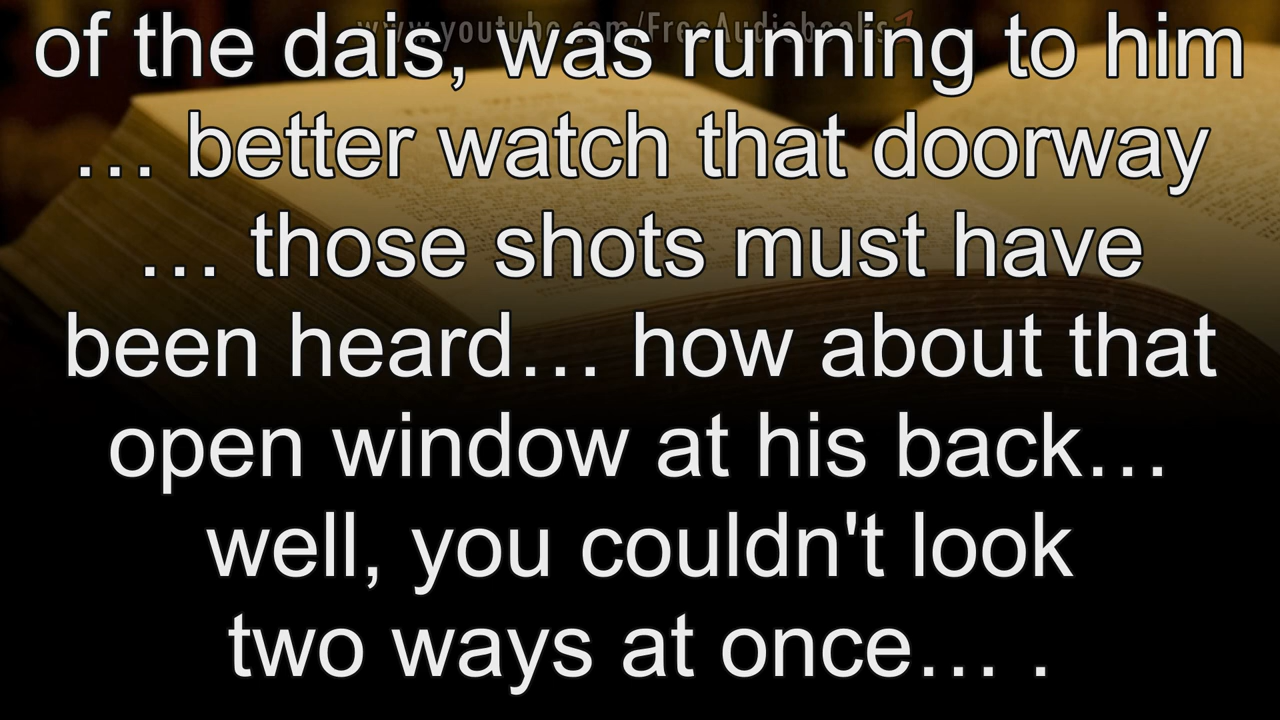 www.youtube.com/FreeAudiobooks
of the dais, was running to him
… better watch that doorway
… those shots must have
been heard… how about that
open window at his back…
well, you couldn't look
two ways at once… .